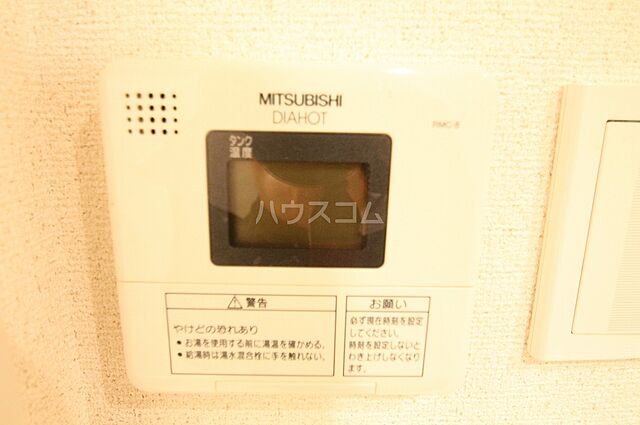 MITSUBISHI
DIAHOT
RMC-8
タンク
温度
ハウスコム
⚠警告
やけどの恐れあり
● お湯を使用する前に湯温を確かめる。
● 給湯時は湯水混合栓に手を触れない。
お願い
必ず現在時刻を設定
してください。
時刻を設定しないと
わき上げしなくなり
ます。